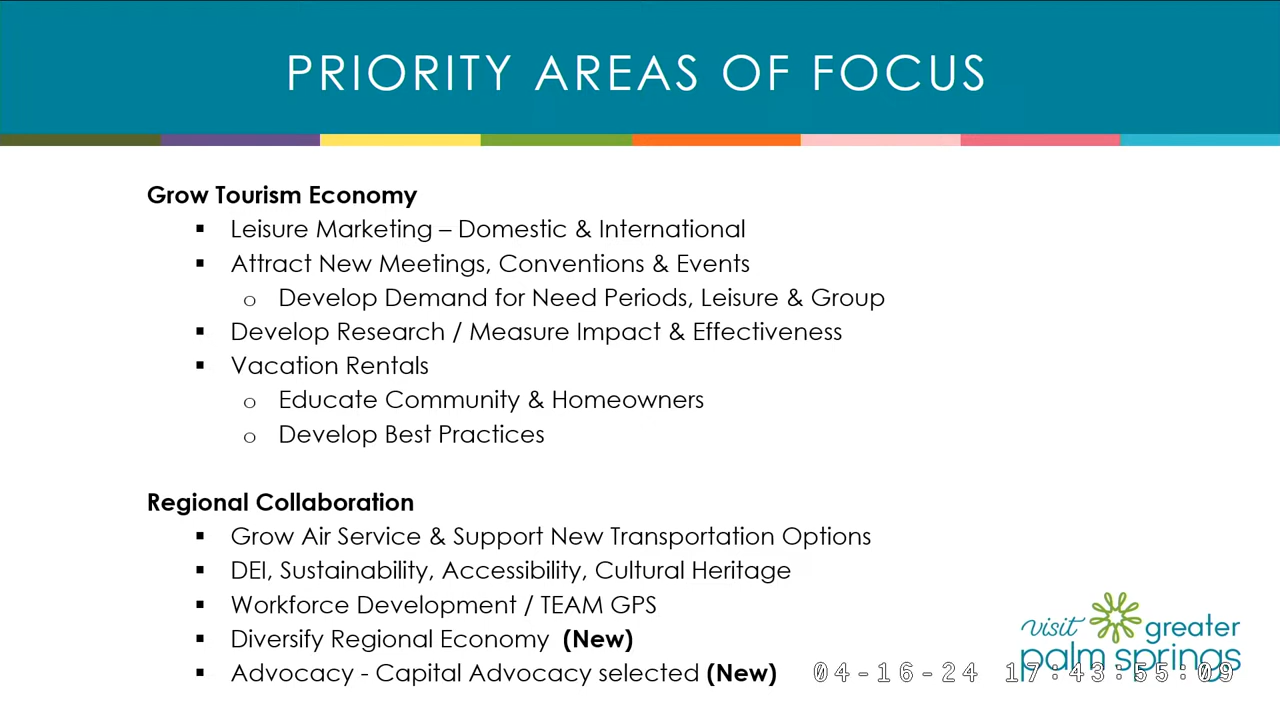 PRIORITY AREAS OF FOCUS
Grow Tourism Economy
▪ Leisure Marketing – Domestic & International
▪ Attract New Meetings, Conventions & Events
o Develop Demand for Need Periods, Leisure & Group
▪ Develop Research / Measure Impact & Effectiveness
▪ Vacation Rentals
o Educate Community & Homeowners
o Develop Best Practices
Regional Collaboration
▪ Grow Air Service & Support New Transportation Options
▪ DEI, Sustainability, Accessibility, Cultural Heritage
▪ Workforce Development / TEAM GPS
▪ Diversify Regional Economy (New)
▪ Advocacy - Capital Advocacy selected (New)
visit greater
palm springs
04-16-24 17:43:55:09